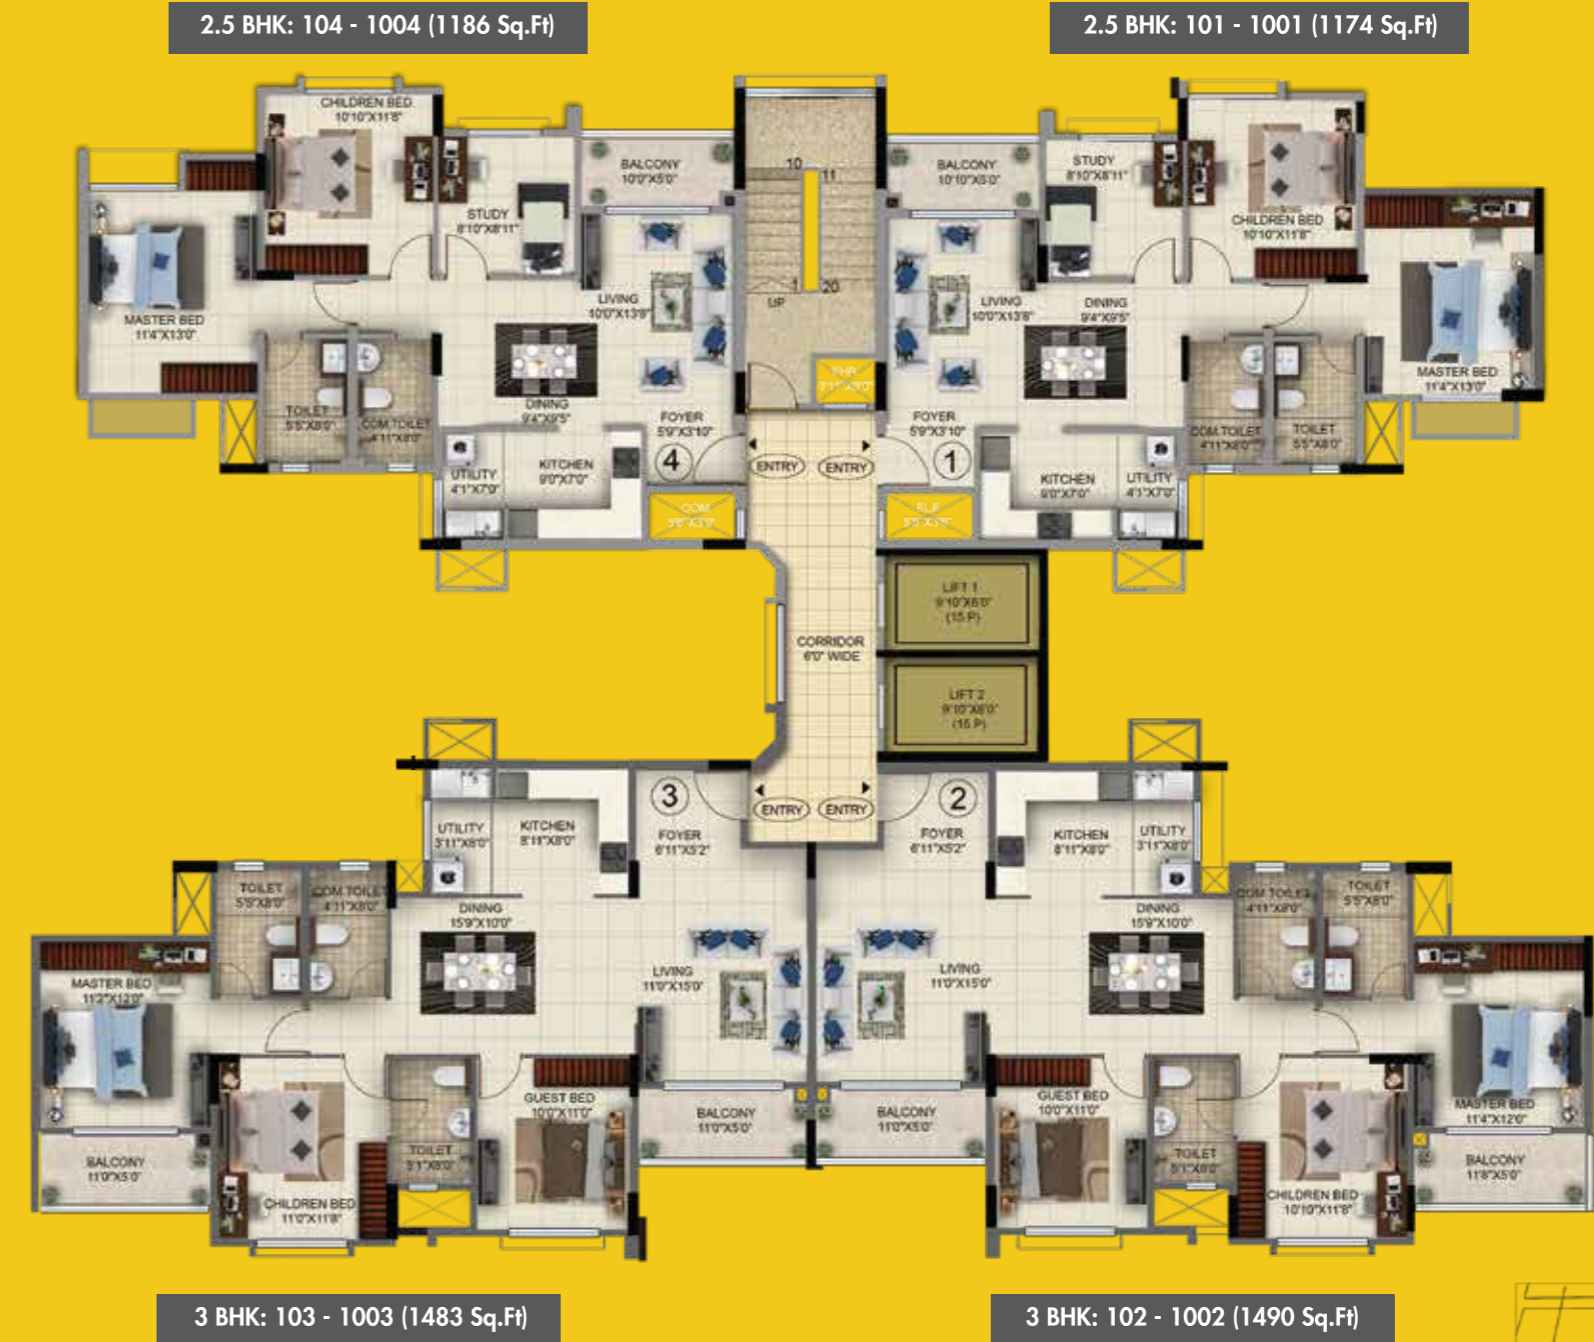 2.5 BHK: 104 - 1004 (1186 Sq.Ft)
2.5 BHK: 101 - 1001 (1174 Sq.Ft)
CHILDREN BED
10'10"X11'8"
STUDY
8'10"X8'11"
BALCONY
10'0"X5'0"
MASTER BED
11'4"X13'0"
LIVING
10'0"X13'8"
DINING
9'4"X9'5"
TOILET
5'5"X8'0"
COM.TOILET
4'11"X8'0"
FOYER
5'9"X3'10"
4
UTILITY
4'1"X7'0"
KITCHEN
9'0"X7'0"
COM
ENTRY
10
11
1
20
UP
FHR
BALCONY
10'10"X5'0"
STUDY
8'10"X8'11"
CHILDREN BED
10'10"X11'8"
LIVING
10'0"X13'8"
DINING
9'4"X9'5"
MASTER BED
11'4"X13'0"
FOYER
5'9"X3'10"
1
ENTRY
KITCHEN
9'0"X7'0"
UTILITY
4'1"X7'0"
COM.TOILET
4'11"X8'0"
TOILET
5'5"X8'0"
ELE
LIFT 1
9'10"X6'0"
(15 P)
CORRIDOR
6'0" WIDE
LIFT 2
9'10"X6'0"
(15 P)
3
ENTRY
ENTRY
2
UTILITY
3'11"X8'0"
KITCHEN
8'11"X8'0"
FOYER
6'11"X5'2"
TOILET
5'5"X8'0"
COM TOILET
4'11"X8'0"
DINING
15'9"X10'0"
LIVING
11'0"X15'0"
MASTER BED
11'2"X12'0"
GUEST BED
10'0"X11'0"
BALCONY
11'0"X5'0"
BALCONY
11'0"X5'0"
TOILET
5'1"X8'0"
CHILDREN BED
11'0"X11'8"
FOYER
6'11"X5'2"
KITCHEN
8'11"X8'0"
UTILITY
3'11"X8'0"
COM TOILET
4'11"X8'0"
TOILET
5'5"X8'0"
DINING
15'9"X10'0"
LIVING
11'0"X15'0"
GUEST BED
10'0"X11'0"
BALCONY
11'0"X5'0"
MASTER BED
11'4"X12'0"
TOILET
5'1"X8'0"
BALCONY
11'8"X5'0"
CHILDREN BED
10'10"X11'8"
3 BHK: 103 - 1003 (1483 Sq.Ft)
3 BHK: 102 - 1002 (1490 Sq.Ft)